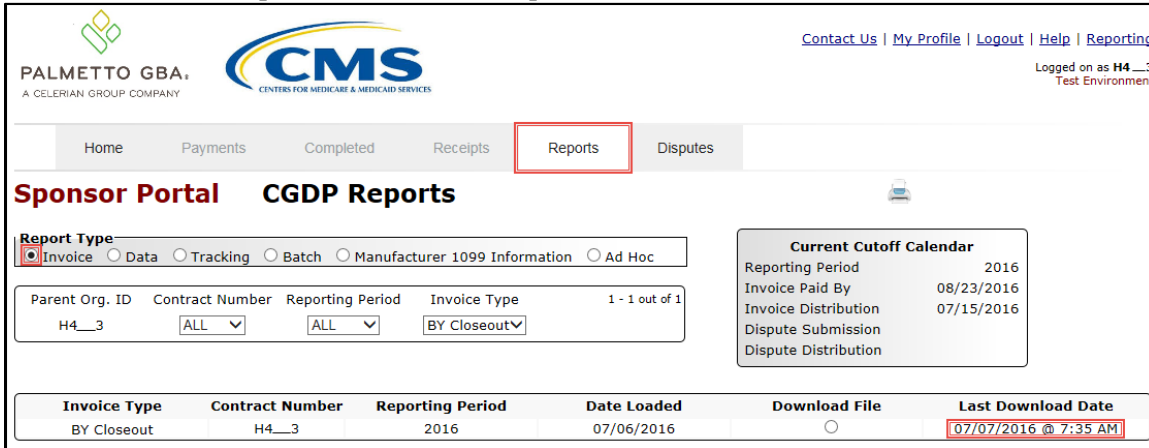 PALMETTO GBA.
A CELERIAN GROUP COMPANY
CMS
CENTERS FOR MEDICARE & MEDICAID SERVICES
Contact Us | My Profile | Logout | Help | Reporting
Logged on as H4__3
Test Environmen
Home Payments Completed Receipts Reports Disputes
Sponsor Portal CGDP Reports
Report Type
Invoice Data Tracking Batch Manufacturer 1099 Information Ad Hoc
Parent Org. ID Contract Number Reporting Period Invoice Type 1 - 1 out of 1
H4__3 ALL ALL BY Closeout
Current Cutoff Calendar
Reporting Period 2016
Invoice Paid By 08/23/2016
Invoice Distribution 07/15/2016
Dispute Submission
Dispute Distribution
Invoice Type Contract Number Reporting Period Date Loaded Download File Last Download Date
BY Closeout H4__3 2016 07/06/2016 07/07/2016 @ 7:35 AM